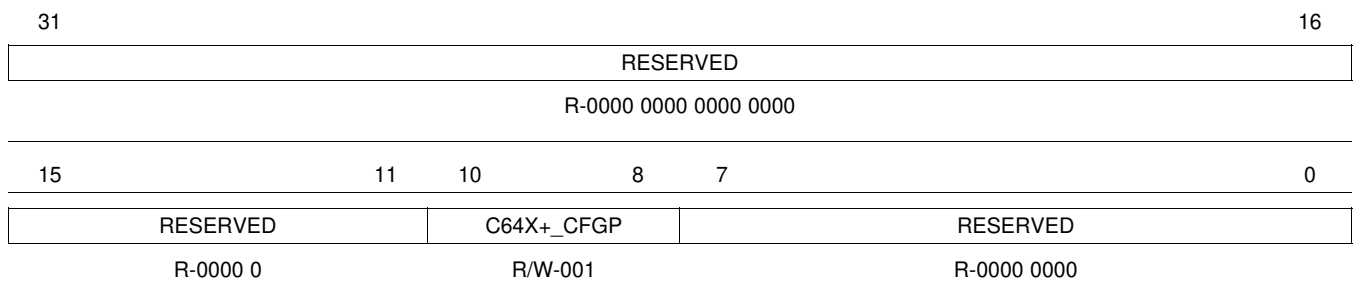 31 16
RESERVED
R-0000 0000 0000 0000
15 11 10 8 7 0
RESERVED C64X+_CFGP RESERVED
R-0000 0 R/W-001 R-0000 0000